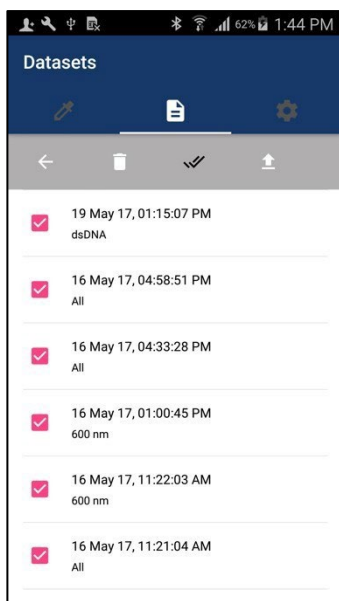 62% 1:44 PM
Datasets
19 May 17, 01:15:07 PM
dsDNA
16 May 17, 04:58:51 PM
All
16 May 17, 04:33:28 PM
All
16 May 17, 01:00:45 PM
600 nm
16 May 17, 11:22:03 AM
600 nm
16 May 17, 11:21:04 AM
All